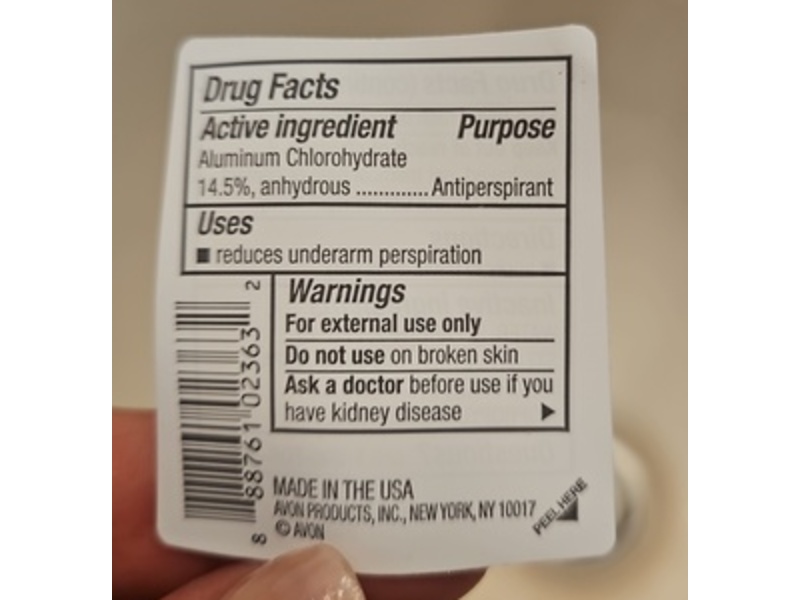 Drug Facts
Active ingredient Purpose
Aluminum Chlorohydrate
14.5%, anhydrous ............. Antiperspirant
Uses
■ reduces underarm perspiration
Warnings
For external use only
Do not use on broken skin
Ask a doctor before use if you
have kidney disease ▶
8 88761 02363 2
MADE IN THE USA
AVON PRODUCTS, INC., NEW YORK, NY 10017
© AVON
PEEL HERE